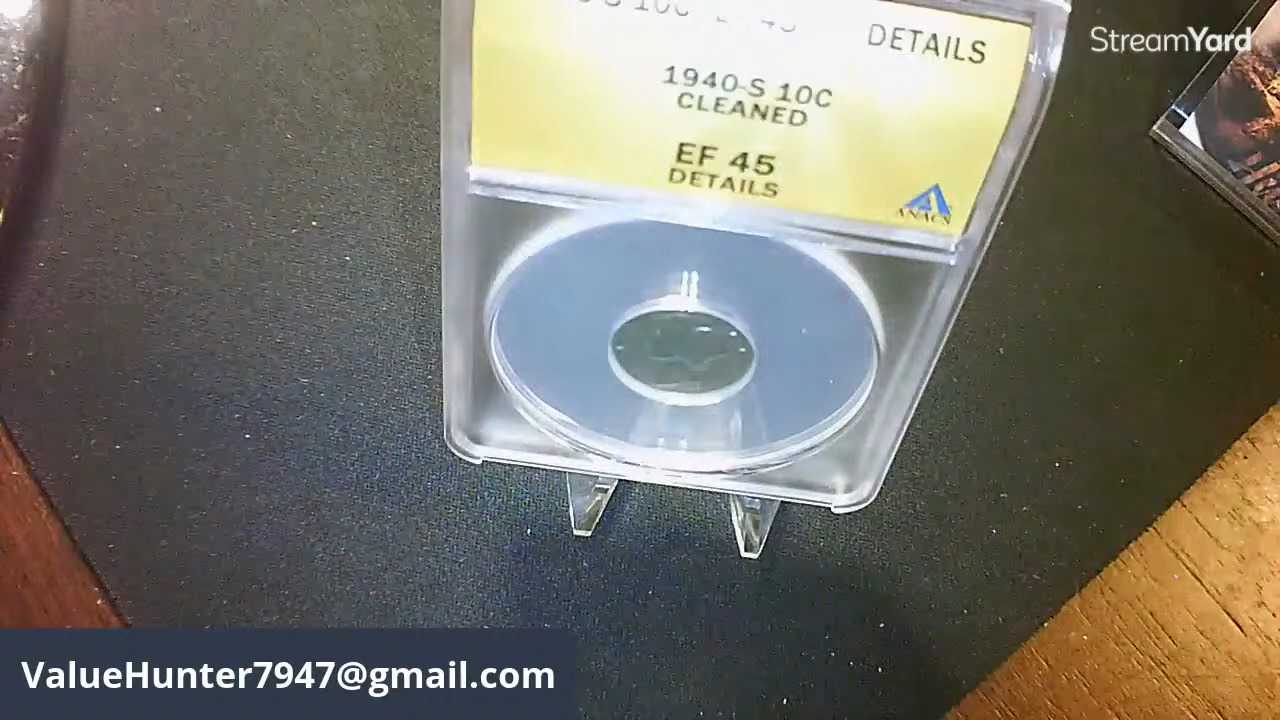 StreamYard
DETAILS
1940-S 10C
CLEANED
EF 45
DETAILS
ANACS
ValueHunter7947@gmail.com